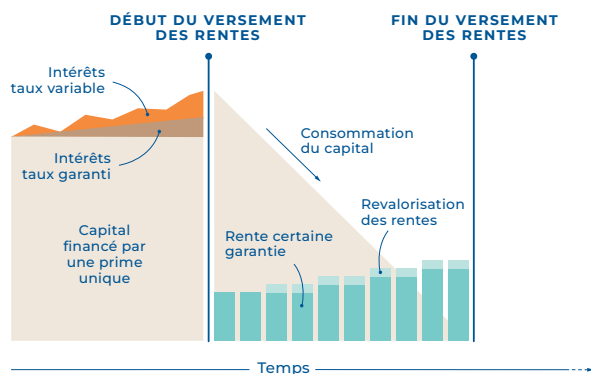 DÉBUT DU VERSEMENT
DES RENTES
FIN DU VERSEMENT
DES RENTES
Intérêts
taux variable
Intérêts
taux garanti
Consommation
du capital
Capital
financé par
une prime
unique
Rente certaine
garantie
Revalorisation
des rentes
Temps